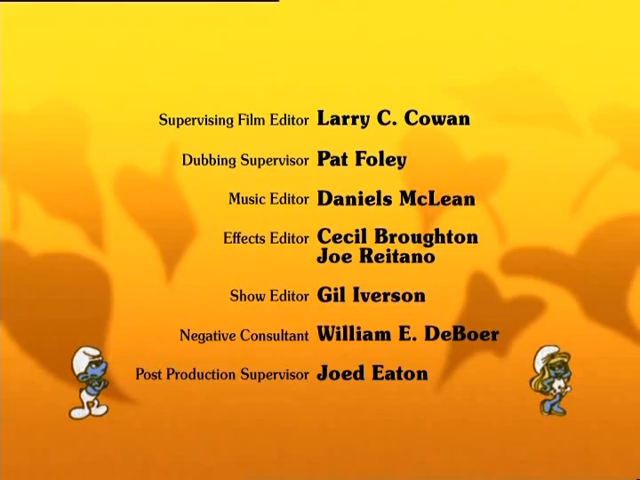 Supervising Film Editor Larry C. Cowan
Dubbing Supervisor Pat Foley
Music Editor Daniels McLean
Effects Editor Cecil Broughton
Joe Reitano
Show Editor Gil Iverson
Negative Consultant William E. DeBoer
Post Production Supervisor Joed Eaton